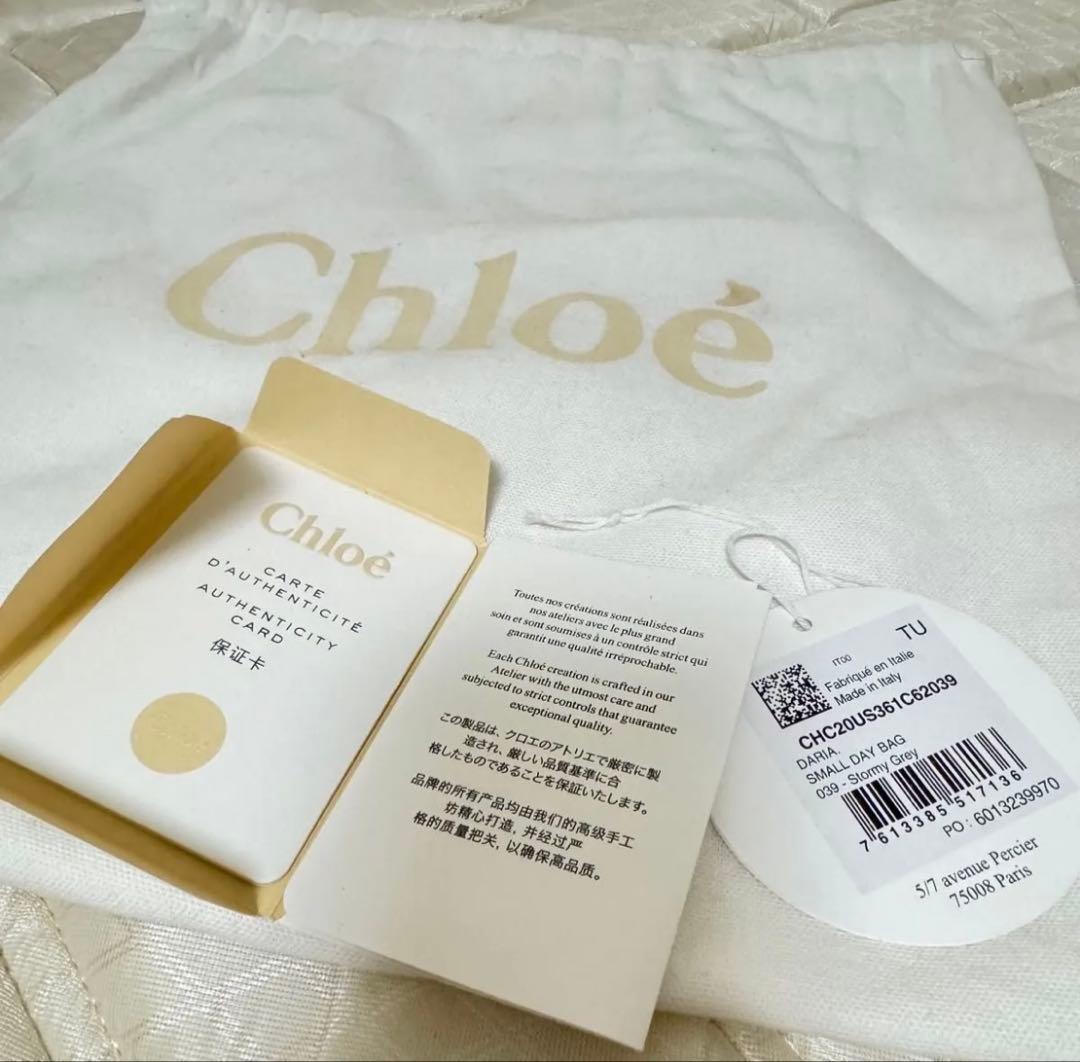 Chloé
Chloé
CARTE
D'AUTHENTICITÉ
AUTHENTICITY
CARD
保证卡
Toutes nos créations sont réalisées dans
nos ateliers avec le plus grand
soin et sont soumises à un contrôle strict qui
garantit une qualité irréprochable.
Each Chloé creation is crafted in our
Atelier with the utmost care and
subjected to strict controls that guarantee
exceptional quality.
この製品は、クロエのアトリエで厳密に製
造され、厳しい品質基準に合
格したものであることを保証いたします。
品牌的所有产品均由我们的高级手工
坊精心打造，并经过严
格的质量把关，以确保高品质。
TU
IT00
Fabriqué en Italie
Made in Italy
CHC20US361C62039
DARIA.
SMALL DAY BAG
039 - Stormy Grey
7 613385 517136
PO : 6013239970
5/7 avenue Percier
75008 Paris